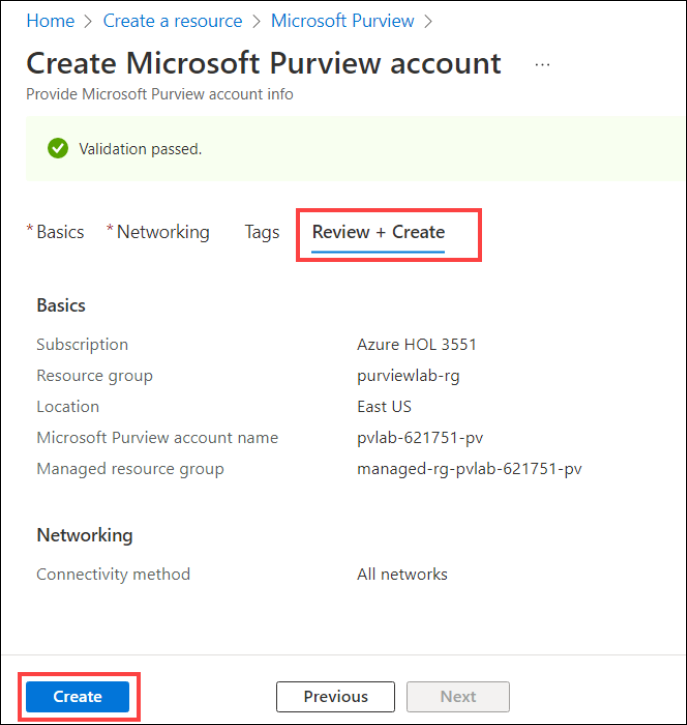 Home > Create a resource > Microsoft Purview >
Create Microsoft Purview account ...
Provide Microsoft Purview account info
Validation passed.
*Basics *Networking Tags Review + Create
Basics
Subscription Azure HOL 3551
Resource group purviewlab-rg
Location East US
Microsoft Purview account name pvlab-621751-pv
Managed resource group managed-rg-pvlab-621751-pv
Networking
Connectivity method All networks
Create Previous Next